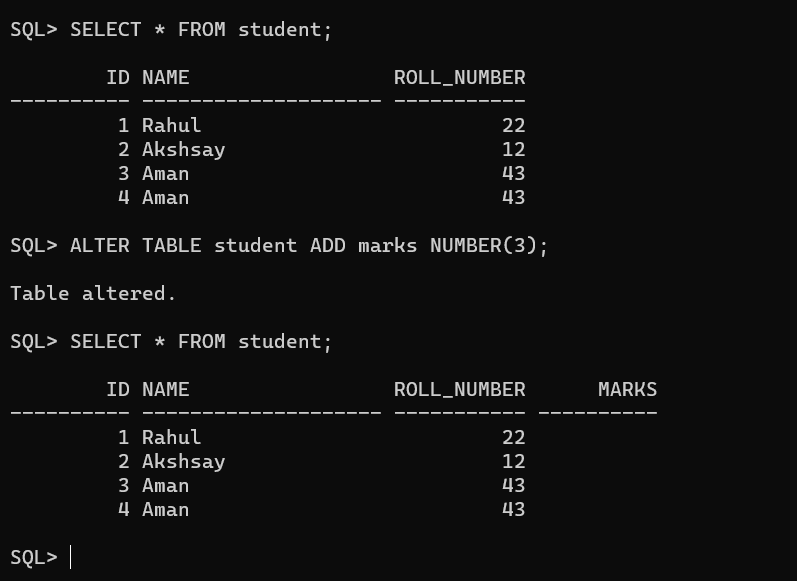 SQL> SELECT * FROM student;
        ID NAME                 ROLL_NUMBER
---------- -------------------- -----------
         1 Rahul                         22
         2 Akshsay                       12
         3 Aman                          43
         4 Aman                          43
SQL> ALTER TABLE student ADD marks NUMBER(3);
Table altered.
SQL> SELECT * FROM student;
        ID NAME                 ROLL_NUMBER      MARKS
---------- -------------------- ----------- ----------
         1 Rahul                         22
         2 Akshsay                       12
         3 Aman                          43
         4 Aman                          43
SQL>